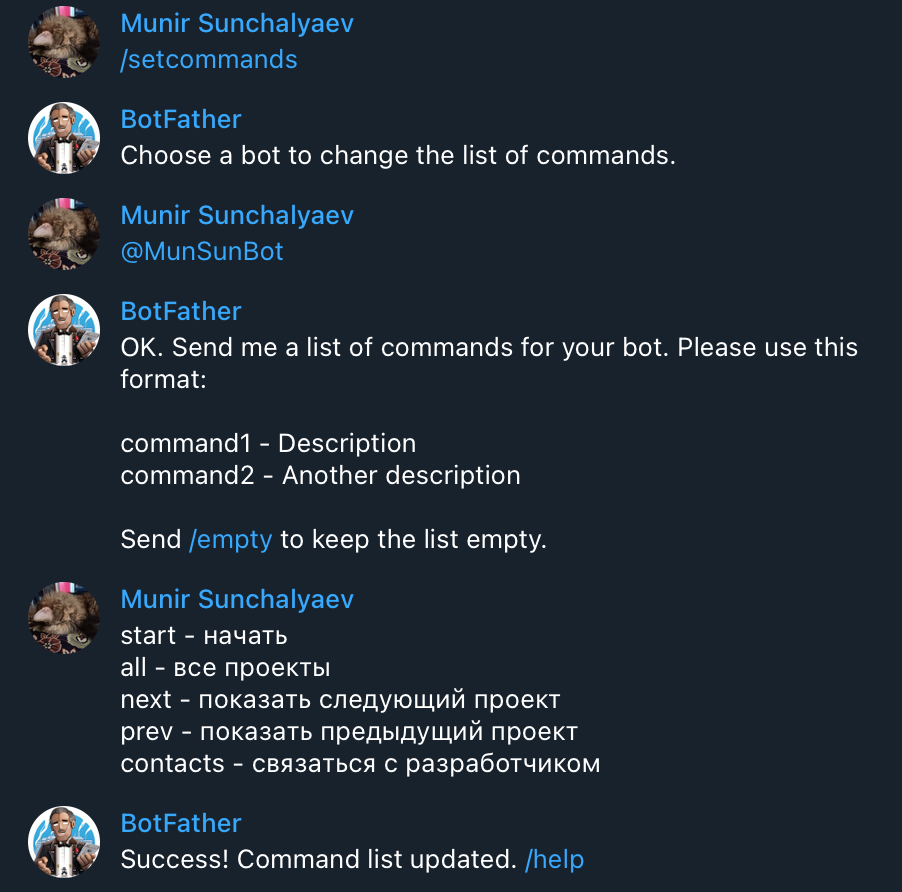 Munir Sunchalyaev
/setcommands
BotFather
Choose a bot to change the list of commands.
Munir Sunchalyaev
@MunSunBot
BotFather
OK. Send me a list of commands for your bot. Please use this
format:
command1 - Description
command2 - Another description
Send /empty to keep the list empty.
Munir Sunchalyaev
start - начать
all - все проекты
next - показать следующий проект
prev - показать предыдущий проект
contacts - связаться с разработчиком
BotFather
Success! Command list updated. /help